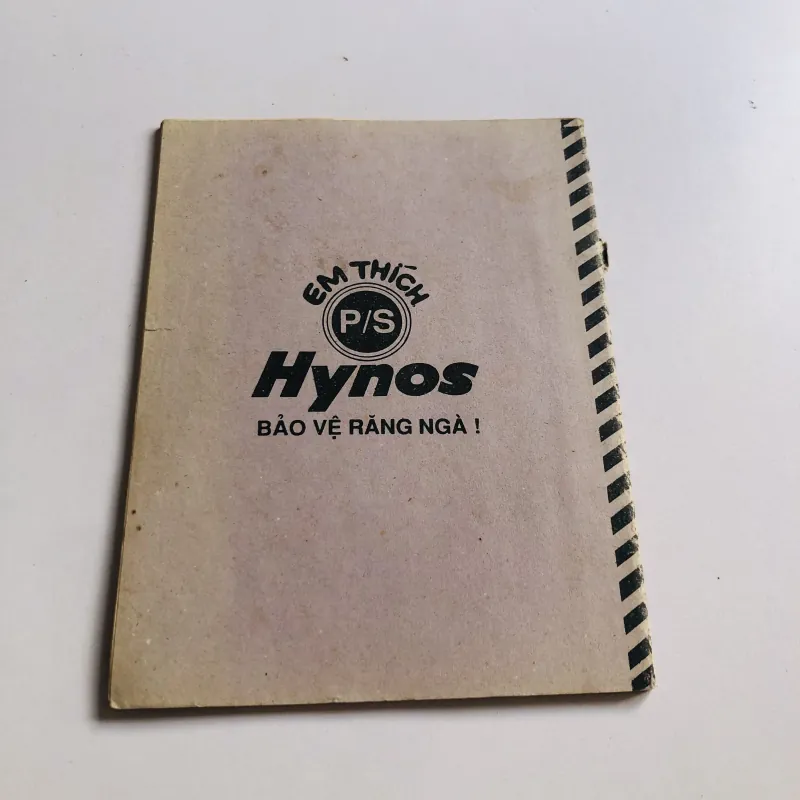 EM THÍCH
P/S
Hynos
BẢO VỆ RĂNG NGÀ !